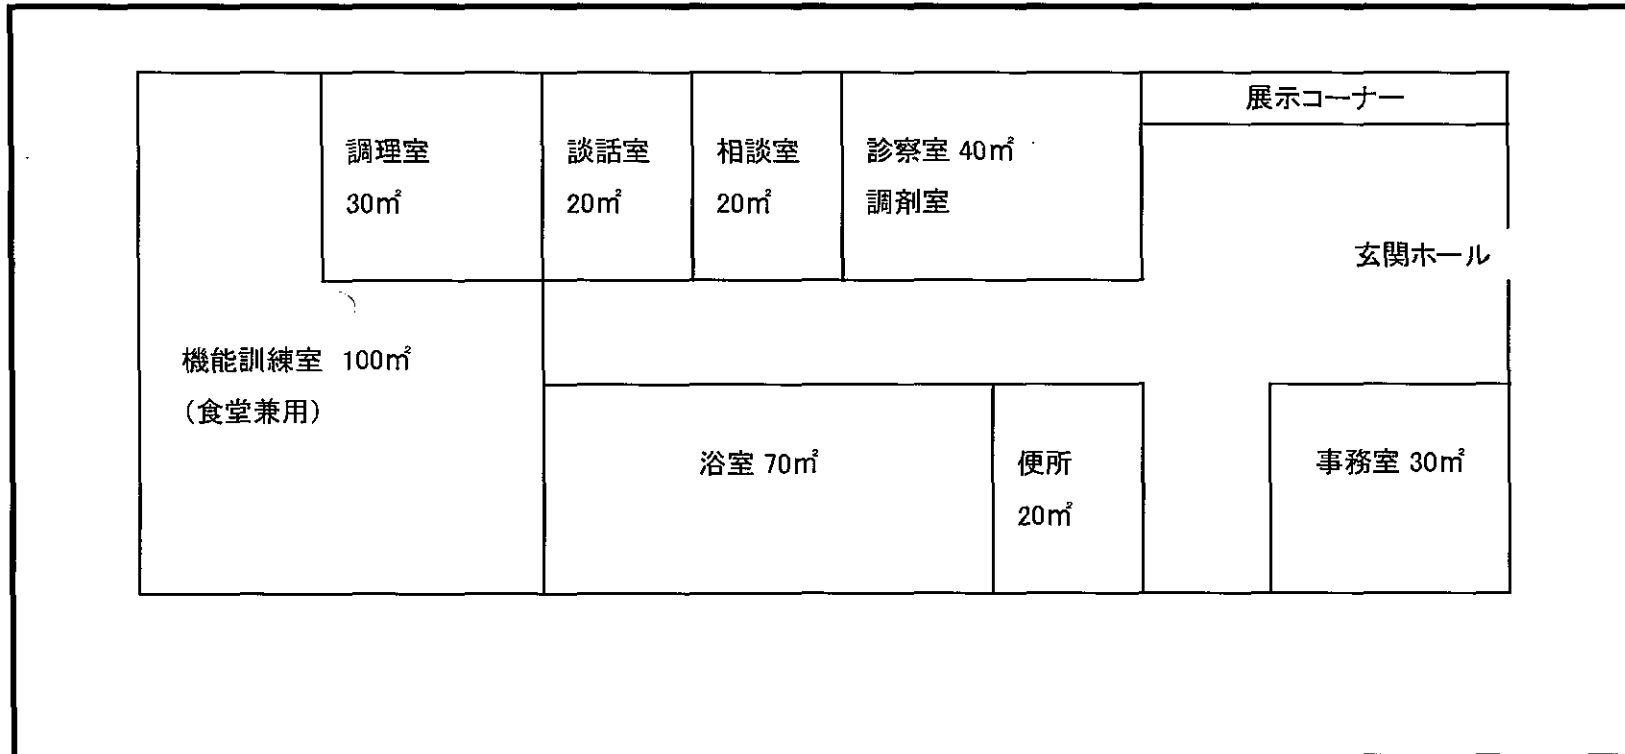 展示コーナー
調理室
30㎡
談話室
20㎡
相談室
20㎡
診察室 40㎡
調剤室
玄関ホール
機能訓練室 100㎡
(食堂兼用)
浴室 70㎡
便所
20㎡
事務室 30㎡